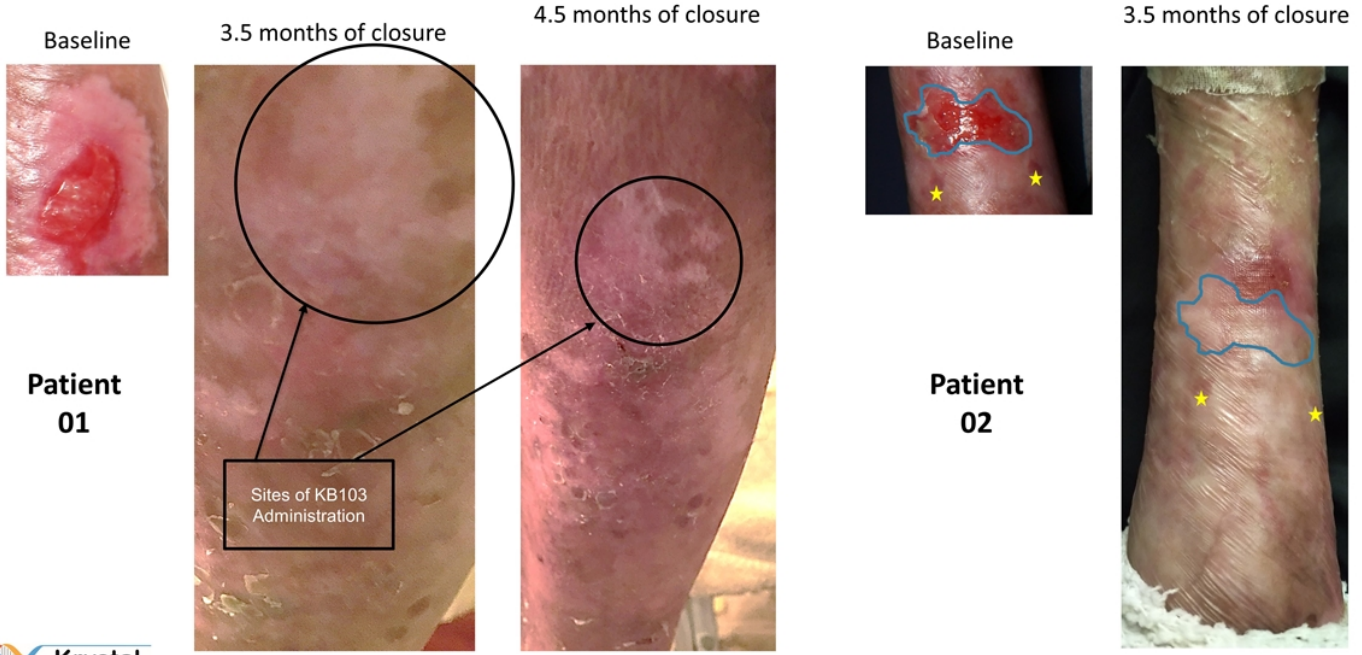 Baseline
3.5 months of closure
4.5 months of closure
Baseline
3.5 months of closure
Patient
01
Patient
02
Sites of KB103
Administration